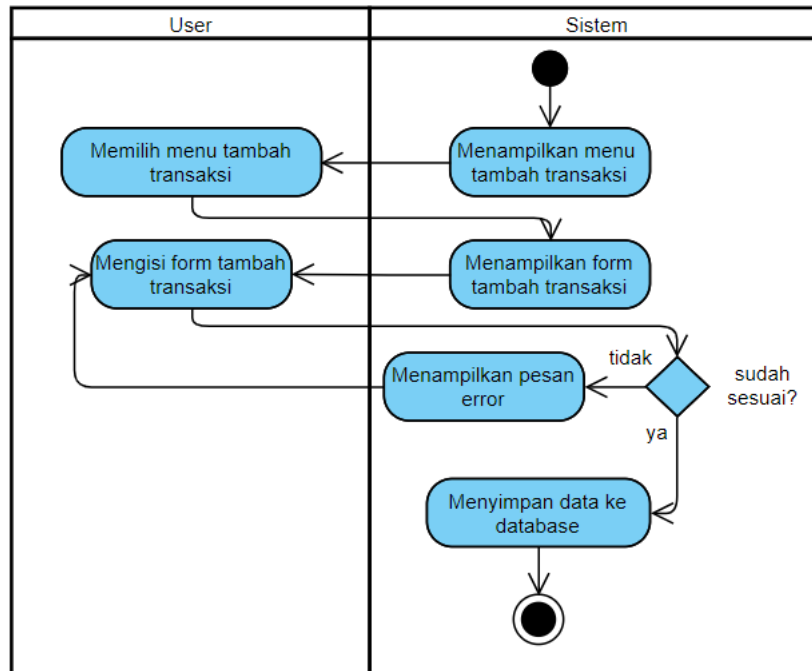 User
Sistem
Memilih menu tambah
transaksi
Menampilkan menu
tambah transaksi
Mengisi form tambah
transaksi
Menampilkan form
tambah transaksi
Menampilkan pesan
error
tidak
sudah
sesuai?
ya
Menyimpan data ke
database